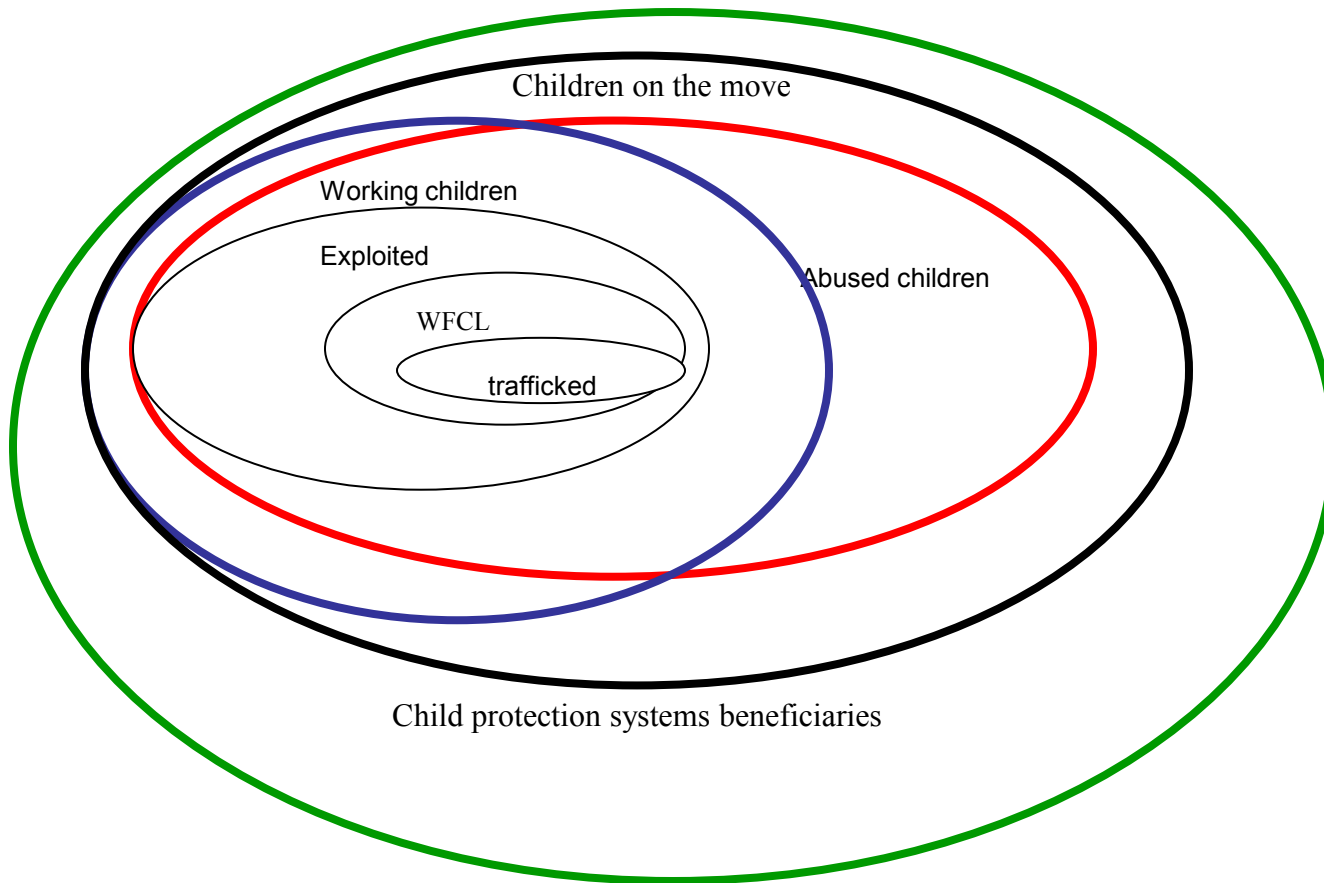 Children on the move
Working children
Exploited
Abused children
WFCL
trafficked
Child protection systems beneficiaries